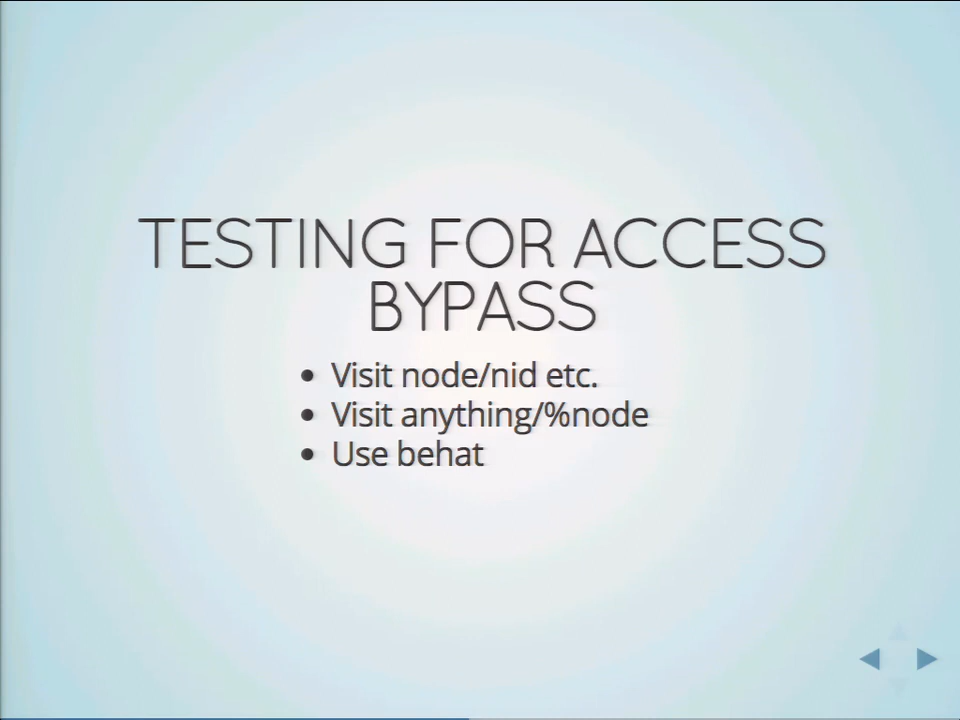 TESTING FOR ACCESS
BYPASS
• Visit node/nid etc.
• Visit anything/%node
• Use behat